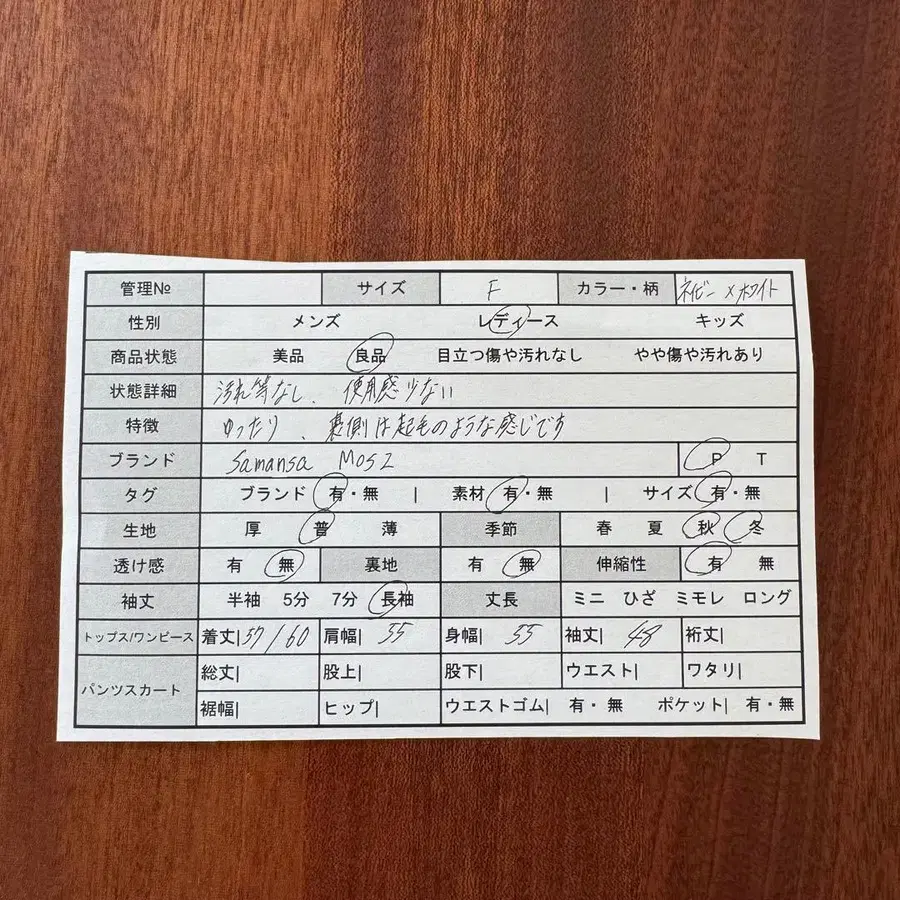 管理№ サイズ F カラー・柄 ネイビー×ホワイト
性別 メンズ レディース キッズ
商品状態 美品 良品 目立つ傷や汚れなし やや傷や汚れあり
状態詳細 汚れ等なし、使用感少ない
特徴 ゆったり、裏側は起毛のような感じです
ブランド Samansa Mos2 P T
タグ ブランド 有・無 | 素材 有・無 | サイズ 有・無
生地 厚 普 薄 季節 春 夏 秋 冬
透け感 有 無 裏地 有 無 伸縮性 有 無
袖丈 半袖 5分 7分 長袖 丈長 ミニ ひざ ミモレ ロング
トップス/ワンピース 着丈| 57/60 肩幅| 55 身幅| 55 袖丈| 48 裄丈|
パンツスカート 総丈| 股上| 股下| ウエスト| ワタリ|
裾幅| ヒップ| ウエストゴム| 有・無 ポケット| 有・無